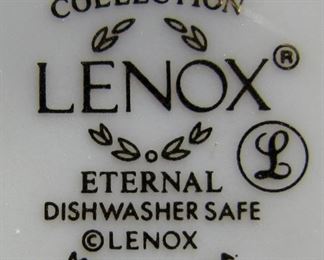 COLLECTION
LENOX®
L
ETERNAL
DISHWASHER SAFE
©LENOX